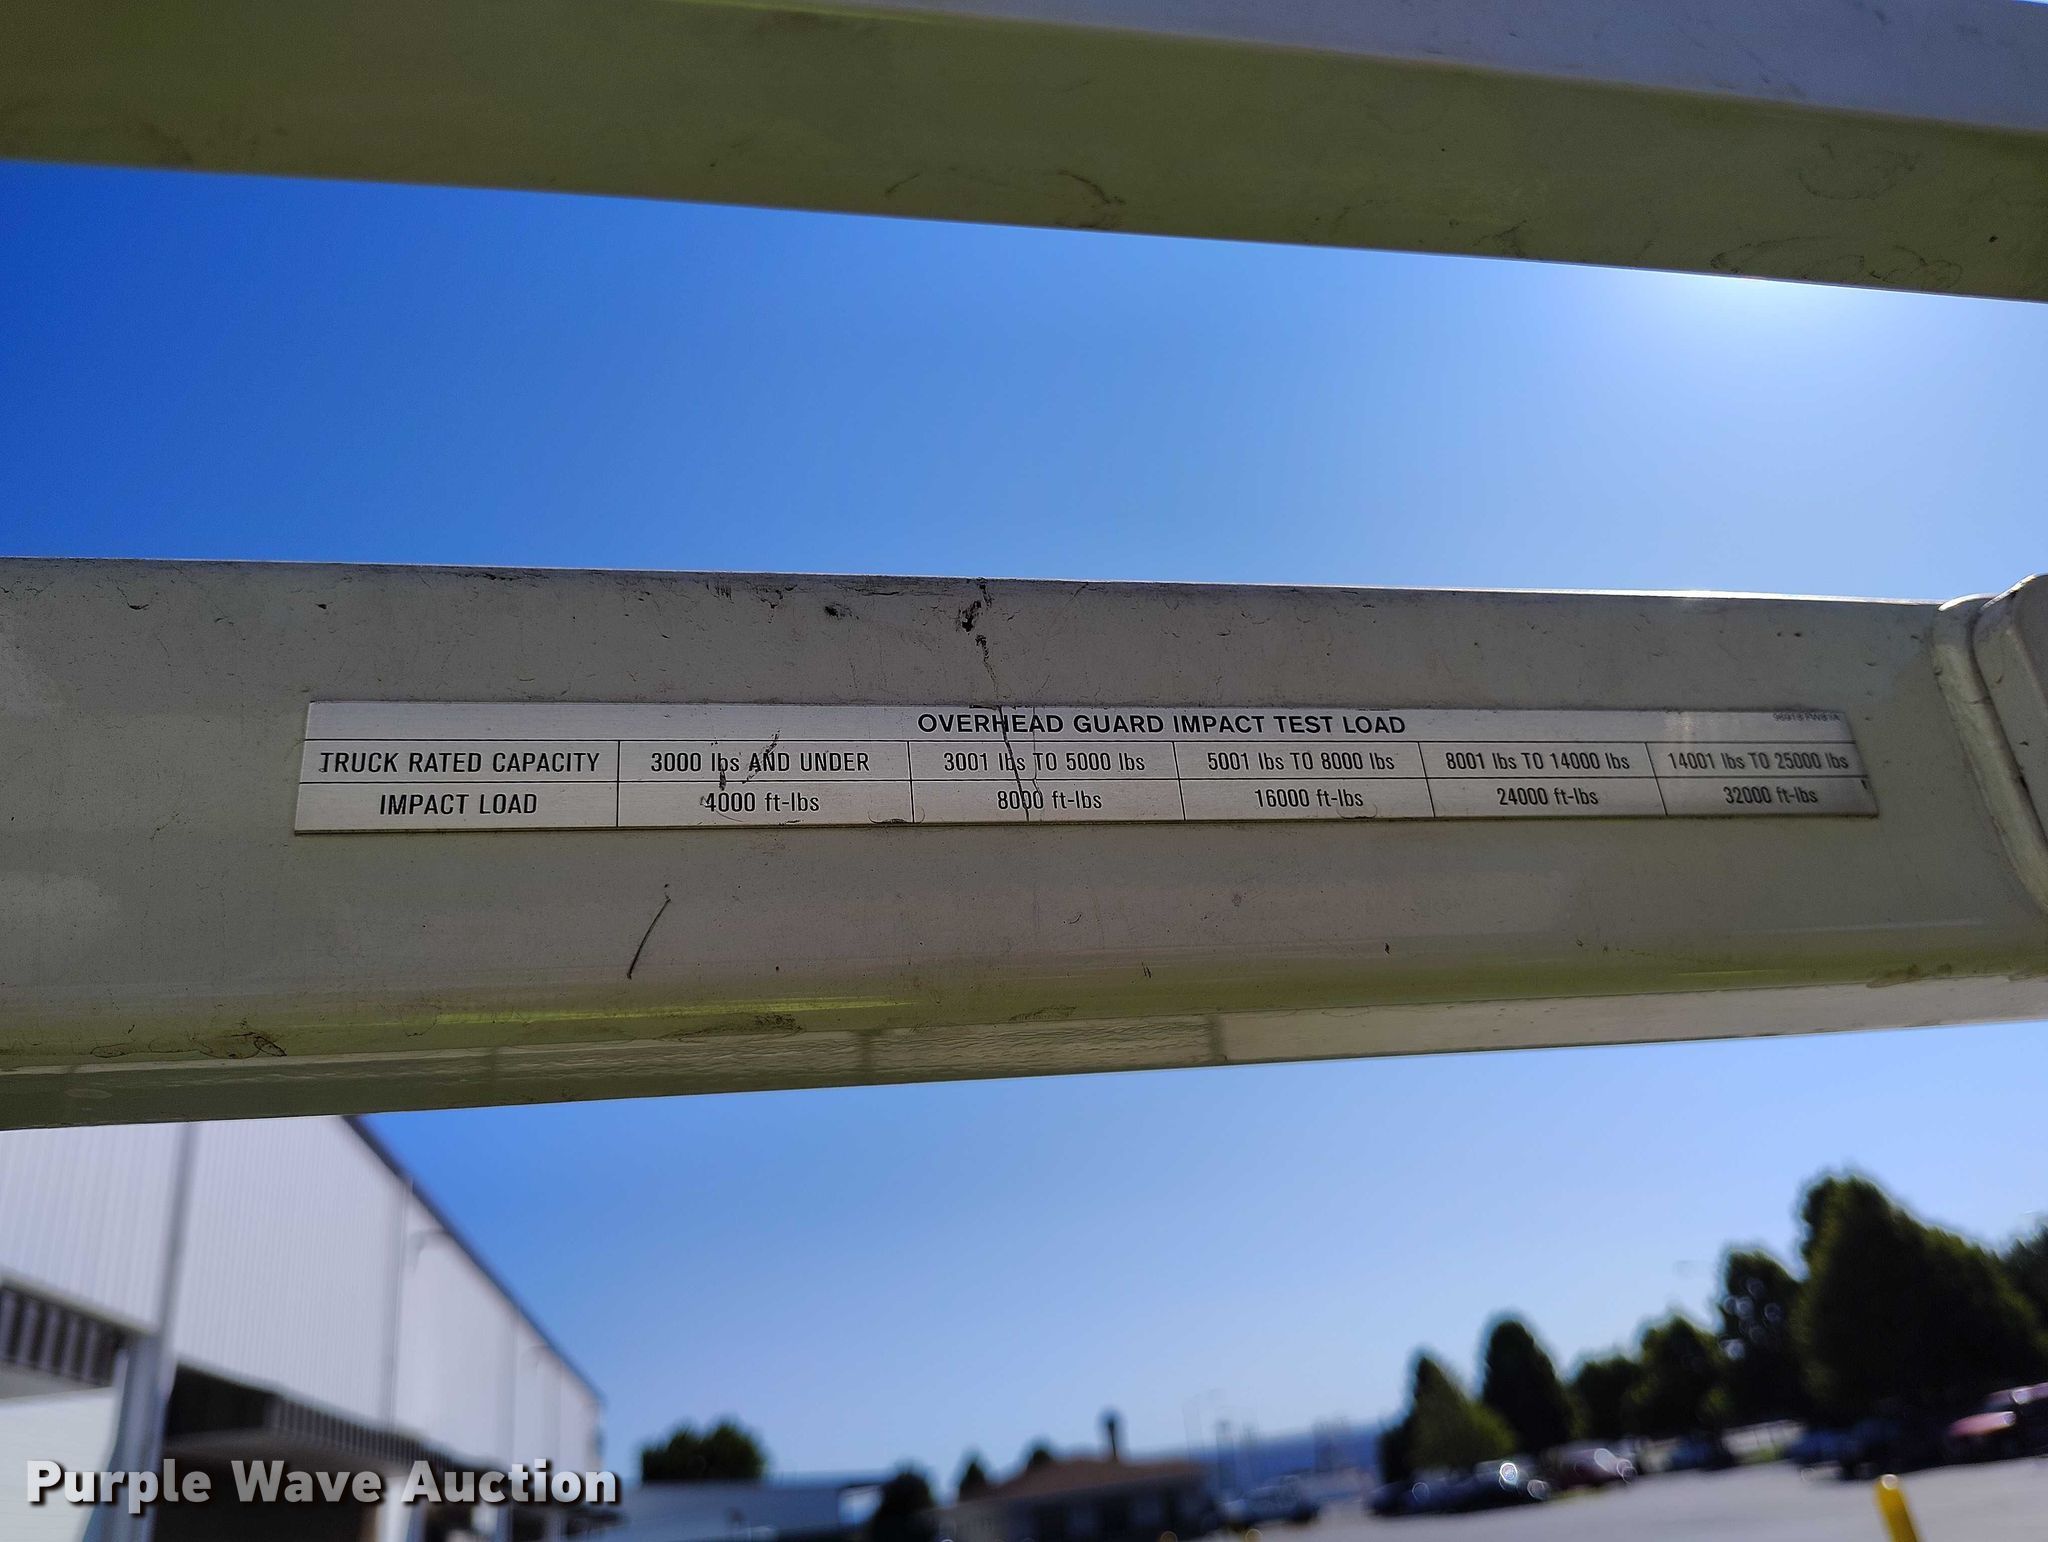 OVERHEAD GUARD IMPACT TEST LOAD
TRUCK RATED CAPACITY 3000 lbs AND UNDER 3001 lbs TO 5000 lbs 5001 lbs TO 8000 lbs 8001 lbs TO 14000 lbs 14001 lbs TO 25000 lbs
IMPACT LOAD 4000 ft-lbs 8000 ft-lbs 16000 ft-lbs 24000 ft-lbs 32000 ft-lbs
Purple Wave Auction